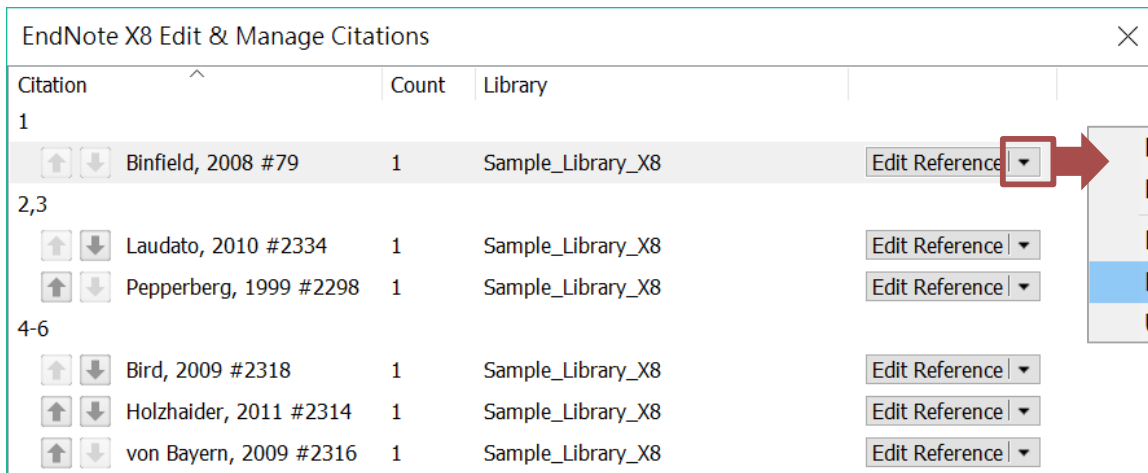 EndNote X8 Edit & Manage Citations
Citation Count Library
1
Binfield, 2008 #79 1 Sample_Library_X8 Edit Reference
2,3
Laudato, 2010 #2334 1 Sample_Library_X8 Edit Reference
Pepperberg, 1999 #2298 1 Sample_Library_X8 Edit Reference
4-6
Bird, 2009 #2318 1 Sample_Library_X8 Edit Reference
Holzhaider, 2011 #2314 1 Sample_Library_X8 Edit Reference
von Bayern, 2009 #2316 1 Sample_Library_X8 Edit Reference